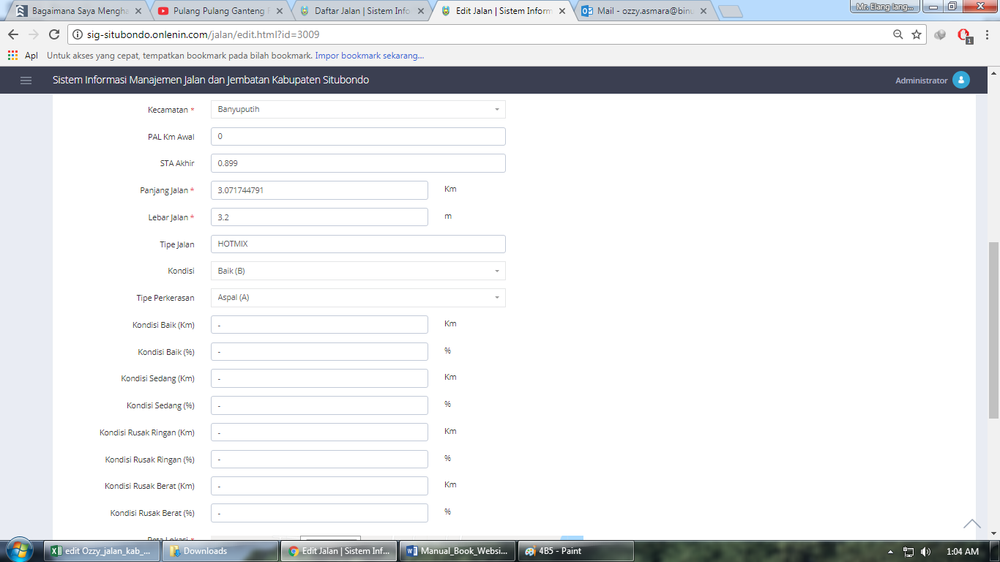 Bagaimana Saya Mengha
Pulang Pulang Ganteng
Daftar Jalan | Sistem Info
Edit Jalan | Sistem Inform
Mail - ozzy.asmara@binu
Mr. Elang lang...
sig-situbondo.onlenin.com/jalan/edit.html?id=3009
1
Apl
Untuk akses yang cepat, tempatkan bookmark pada bilah bookmark. Impor bookmark sekarang...
Sistem Informasi Manajemen Jalan dan Jembatan Kabupaten Situbondo
Administrator
Kecamatan * Banyuputih
PAL Km Awal 0
STA Akhir 0.899
Panjang Jalan * 3.071744791 Km
Lebar Jalan * 3.2 m
Tipe Jalan HOTMIX
Kondisi Baik (B)
Tipe Perkerasan Aspal (A)
Kondisi Baik (Km) - Km
Kondisi Baik (%) - %
Kondisi Sedang (Km) - Km
Kondisi Sedang (%) - %
Kondisi Rusak Ringan (Km) - Km
Kondisi Rusak Ringan (%) - %
Kondisi Rusak Berat (Km) - Km
Kondisi Rusak Berat (%) - %
Peta Lokasi *
edit Ozzy_jalan_kab_...
Downloads
Edit Jalan | Sistem Inf...
Manual_Book_Websi...
4B5 - Paint
1:04 AM